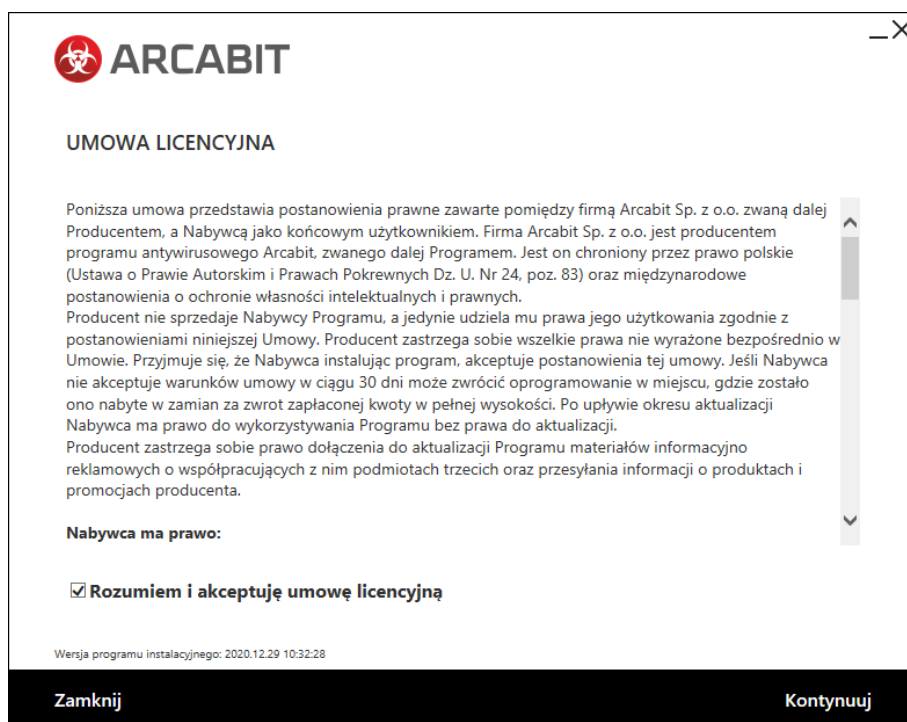 ARCABIT
UMOWA LICENCYJNA
Poniższa umowa przedstawia postanowienia prawne zawarte pomiędzy firmą Arcabit Sp. z o.o. zwaną dalej
Producentem, a Nabywcą jako końcowym użytkownikiem. Firma Arcabit Sp. z o.o. jest producentem
programu antywirusowego Arcabit, zwanego dalej Programem. Jest on chroniony przez prawo polskie
(Ustawa o Prawie Autorskim i Prawach Pokrewnych Dz. U. Nr 24, poz. 83) oraz międzynarodowe
postanowienia o ochronie własności intelektualnych i prawnych.
Producent nie sprzedaje Nabywcy Programu, a jedynie udziela mu prawa jego użytkowania zgodnie z
postanowieniami niniejszej Umowy. Producent zastrzega sobie wszelkie prawa nie wyrażone bezpośrednio w
Umowie. Przyjmuje się, że Nabywca instalując program, akceptuje postanowienia tej umowy. Jeśli Nabywca
nie akceptuje warunków umowy w ciągu 30 dni może zwrócić oprogramowanie w miejscu, gdzie zostało
ono nabyte w zamian za zwrot zapłaconej kwoty w pełnej wysokości. Po upływie okresu aktualizacji
Nabywca ma prawo do wykorzystywania Programu bez prawa do aktualizacji.
Producent zastrzega sobie prawo dołączenia do aktualizacji Programu materiałów informacyjno
reklamowych o współpracujących z nim podmiotach trzecich oraz przesyłania informacji o produktach i
promocjach producenta.
Nabywca ma prawo:
Rozumiem i akceptuję umowę licencyjną
Wersja programu instalacyjnego: 2020.12.29 10:32:28
Zamknij
Kontynuuj